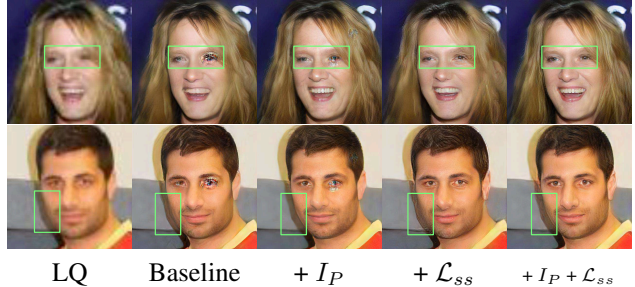 LQ Baseline + I_P + ℒ_ss + I_P + ℒ_ss